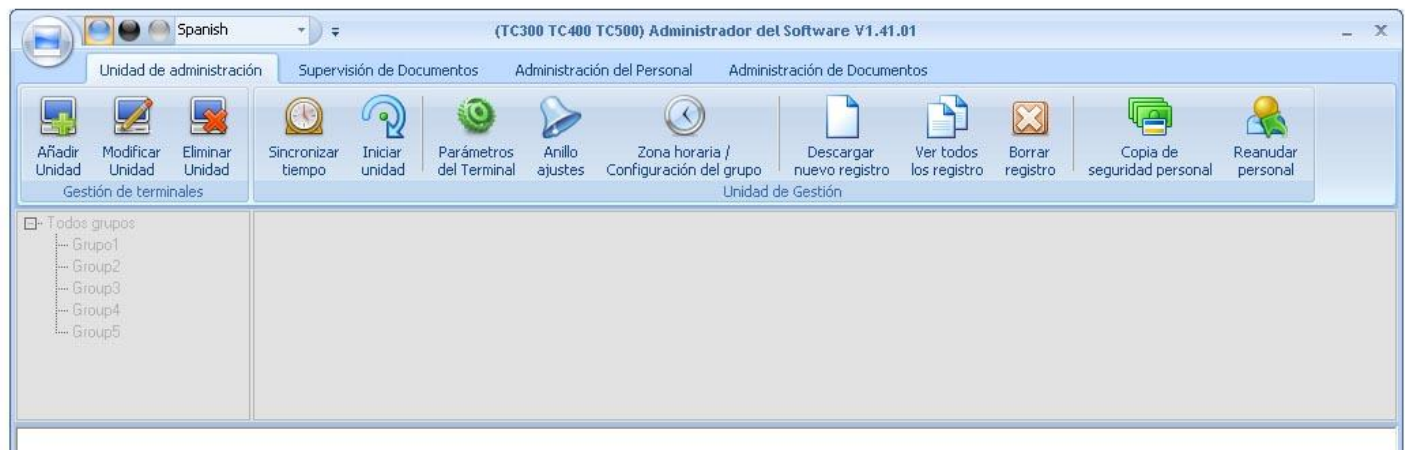 Spanish
(TC300 TC400 TC500) Administrador del Software V1.41.01
Unidad de administración
Supervisión de Documentos
Administración del Personal
Administración de Documentos
Añadir
Unidad
Modificar
Unidad
Eliminar
Unidad
Sincronizar
tiempo
Iniciar
unidad
Parámetros
del Terminal
Anillo
ajustes
Zona horaria /
Configuración del grupo
Descargar
nuevo registro
Ver todos
los registro
Borrar
registro
Copia de
seguridad personal
Reanudar
personal
Gestión de terminales
Unidad de Gestión
Todos grupos
Grupo1
Group2
Group3
Group4
Group5